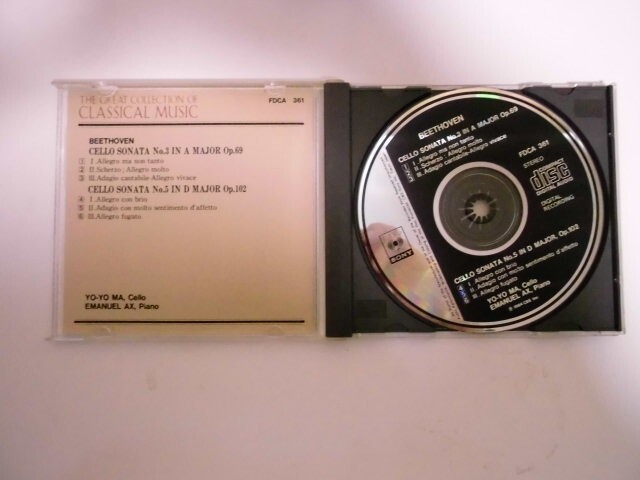 THE GREAT COLLECTION OF
CLASSICAL MUSIC
FDCA 361
BEETHOVEN
CELLO SONATA No.3 IN A MAJOR Op.69
1 I.Allegro ma non tanto
2 II.Scherzo; Allegro molto
3 III.Adagio cantabile-Allegro vivace
CELLO SONATA No.5 IN D MAJOR Op.102
4 I.Allegro con brio
5 II.Adagio con molto sentimento d'affetto
6 III.Allegro fugato
YO-YO MA, Cello
EMANUEL AX, Piano
BEETHOVEN
CELLO SONATA No.3 IN A MAJOR Op.69
I.Allegro ma non tanto
II.Scherzo; Allegro molto
III.Adagio cantabile-Allegro vivace
FDCA 361
STEREO
COMPACT
disc
DIGITAL AUDIO
DIGITAL
RECORDING
SONY
CELLO SONATA No.5 IN D MAJOR, Op.102
I. Allegro con brio
II. Adagio con molto sentimento d'affetto
III. Allegro fugato
YO-YO MA, Cello
EMANUEL AX, Piano